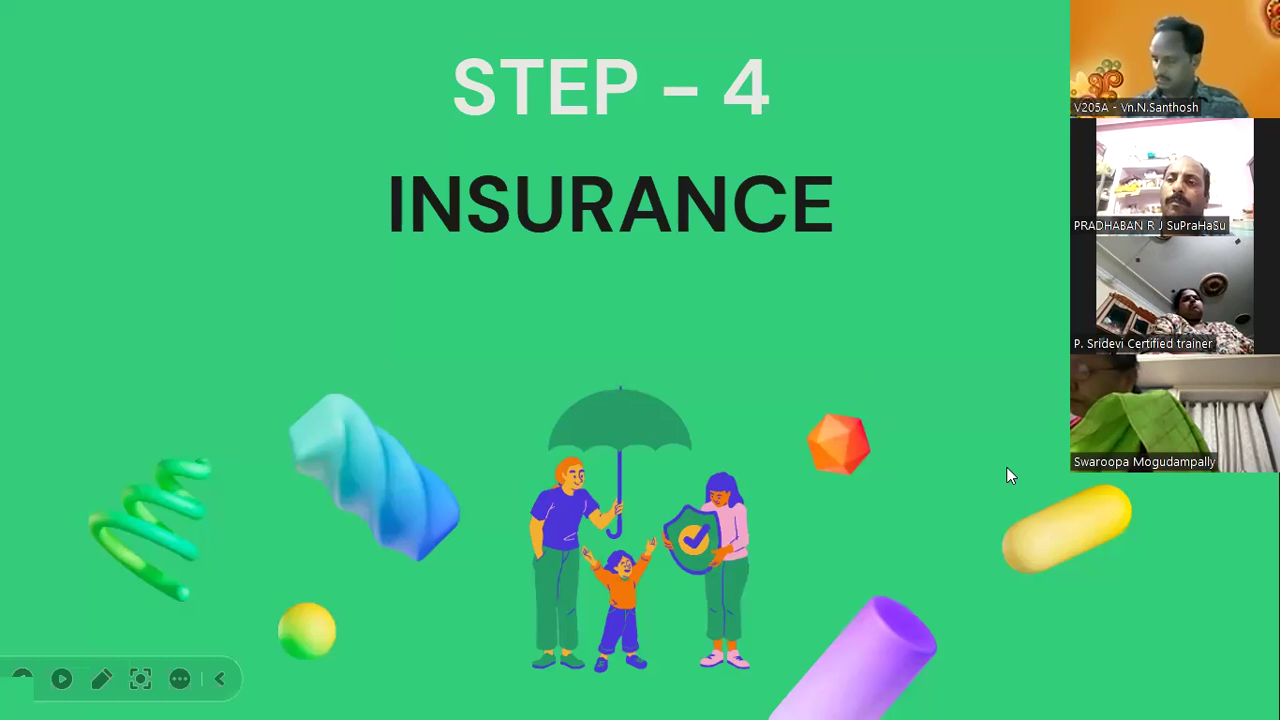 STEP - 4
INSURANCE
V205A - Vn.N.Santhosh
PRADHABAN R J SuPraHaSu
P. Sridevi Certified trainer
Swaroopa Mogudampally